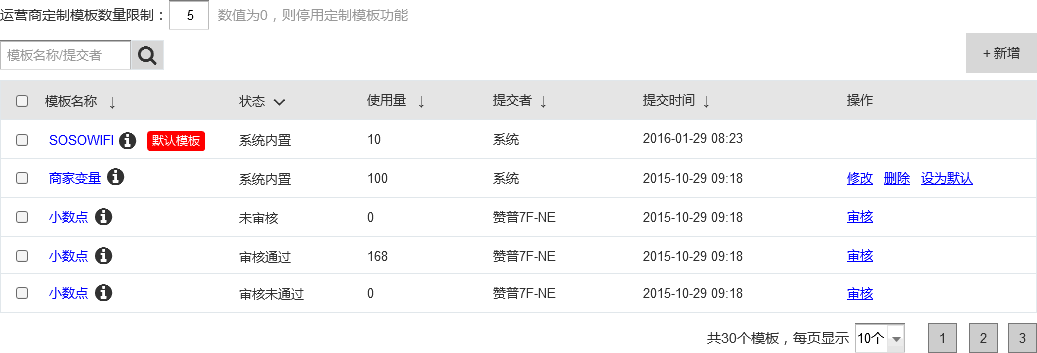 运营商定制模板数量限制： 5 数值为0，则停用定制模板功能
模板名称/提交者 + 新增
模板名称 ↓ 状态 使用量 ↓ 提交者 ↓ 提交时间 ↓ 操作
SOSOWIFI 默认模板 系统内置 10 系统 2016-01-29 08:23
商家变量 系统内置 100 系统 2015-10-29 09:18 修改 删除 设为默认
小数点 未审核 0 赞普7F-NE 2015-10-29 09:18 审核
小数点 审核通过 168 赞普7F-NE 2015-10-29 09:18 审核
小数点 审核未通过 0 赞普7F-NE 2015-10-29 09:18 审核
共30个模板，每页显示 10个 1 2 3